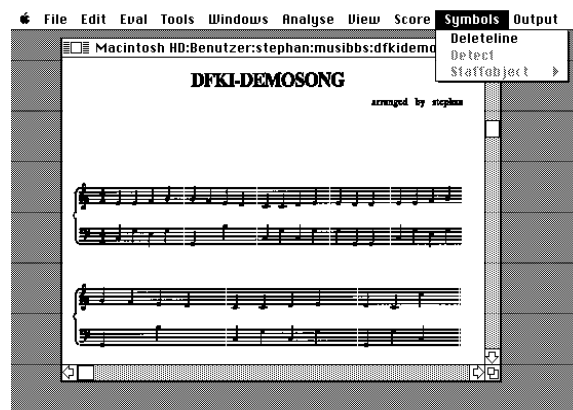 File Edit Eval Tools Windows Analyse View Score Symbols Output
Macintosh HD:Benutzer:stephan:musibbs:dfkidemo
Deleteline
Detect
Staffobject
DFKI-DEMOSONG
arranged by stephan